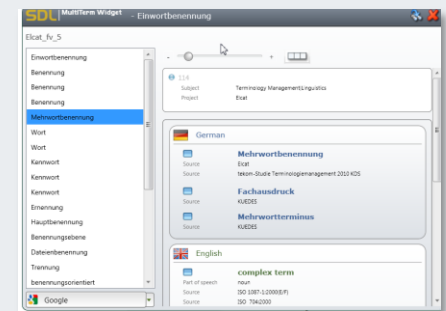 SDL MultiTerm Widget - Einwortbenennung
Elcat_fv_5
Einwortbenennung
Benennung
Benennung
Benennung
Mehrwortbenennung
Wort
Wort
Kennwort
Kennwort
Kennwort
Ernennung
Hauptbenennung
Benennungsebene
Dateienbenennung
Trennung
benennungsorientiert
Google
- +
114
Subject Terminology Management:Linguistics
Project Elcat
German
Mehrwortbenennung
Source Elcat
Source tekom-Studie Terminologiemanagement 2010 KDS
Fachausdruck
Source KUEDES
Mehrwortterminus
Source KUEDES
English
complex term
Part of speech noun
Source ISO 1087-1:2000(E/F)
Source ISO 704:2000